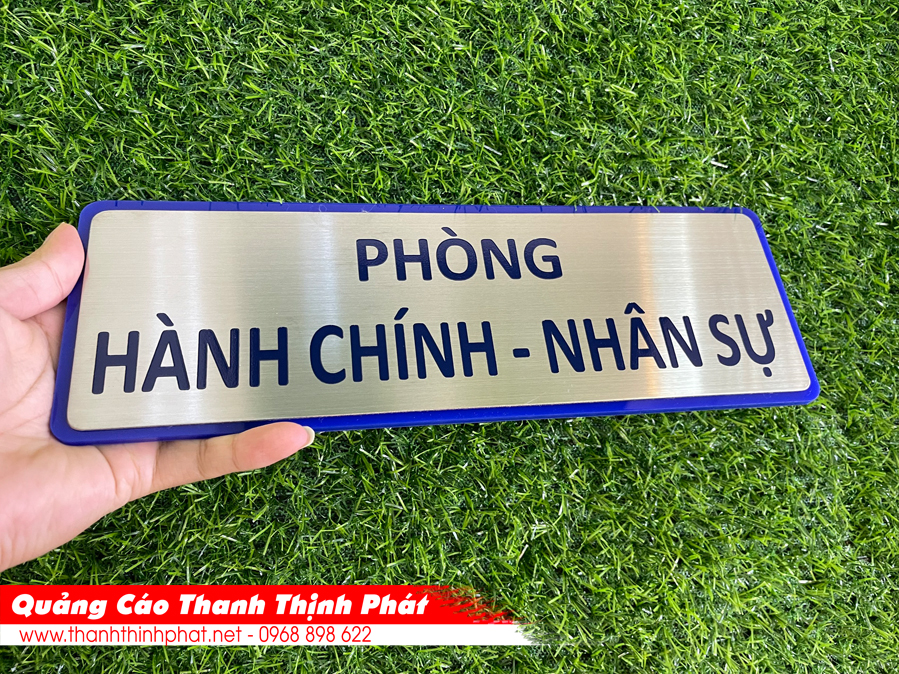 PHÒNG
HÀNH CHÍNH - NHÂN SỰ
Quảng Cáo Thanh Thịnh Phát
www.thanhthinhphat.net - 0968 898 622